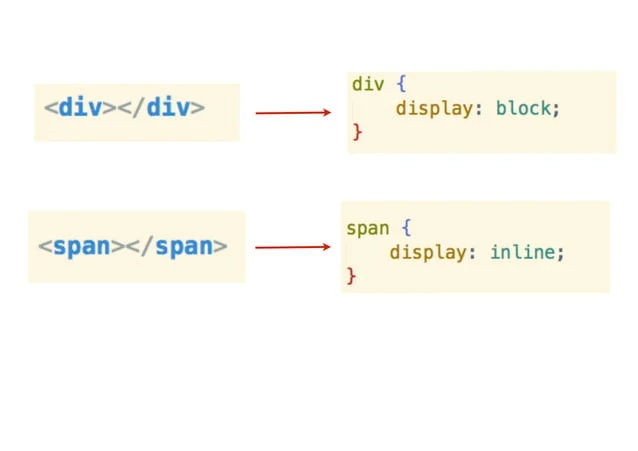 <div></div>
div {
display: block;
}
<span></span>
span {
display: inline;
}